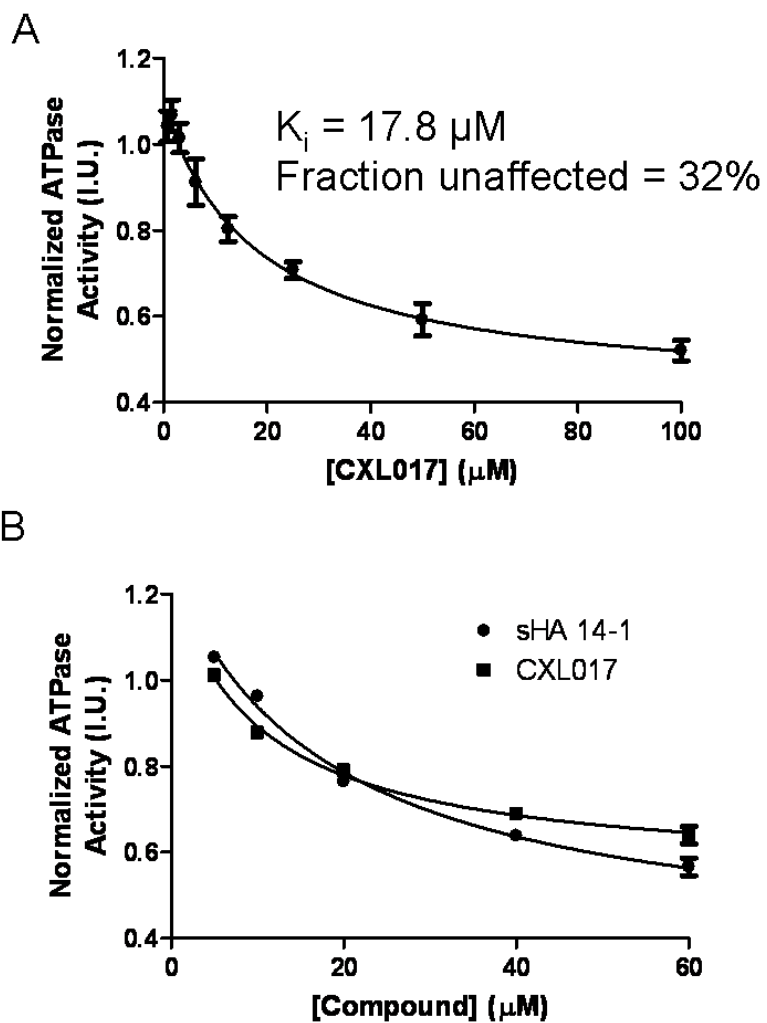 A
Normalized ATPase
Activity (I.U.)
1.2
1.0
0.8
0.6
0.4
K_i = 17.8 µM
Fraction unaffected = 32%
0 20 40 60 80 100
[CXL017] (µM)
B
Normalized ATPase
Activity (I.U.)
1.2
1.0
0.8
0.6
0.4
sHA 14-1
CXL017
0 20 40 60
[Compound] (µM)